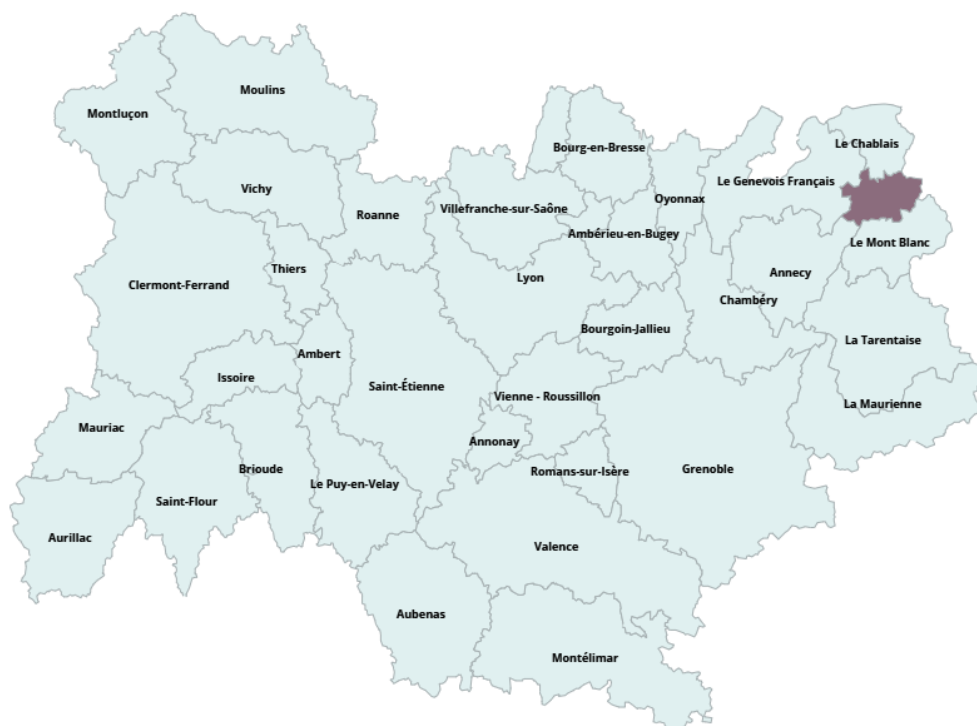 Moulins
Montluçon
Le Chablais
Bourg-en-Bresse
Le Genevois Français
Vichy
Oyonnax
Roanne
Villefranche-sur-Saône
Ambérieu-en-Bugey
Le Mont Blanc
Thiers
Annecy
Lyon
Clermont-Ferrand
Chambéry
Bourgoin-Jallieu
La Tarentaise
Ambert
Issoire
Saint-Étienne
Vienne - Roussillon
La Maurienne
Mauriac
Annonay
Brioude
Romans-sur-Isère
Grenoble
Le Puy-en-Velay
Saint-Flour
Aurillac
Valence
Aubenas
Montélimar